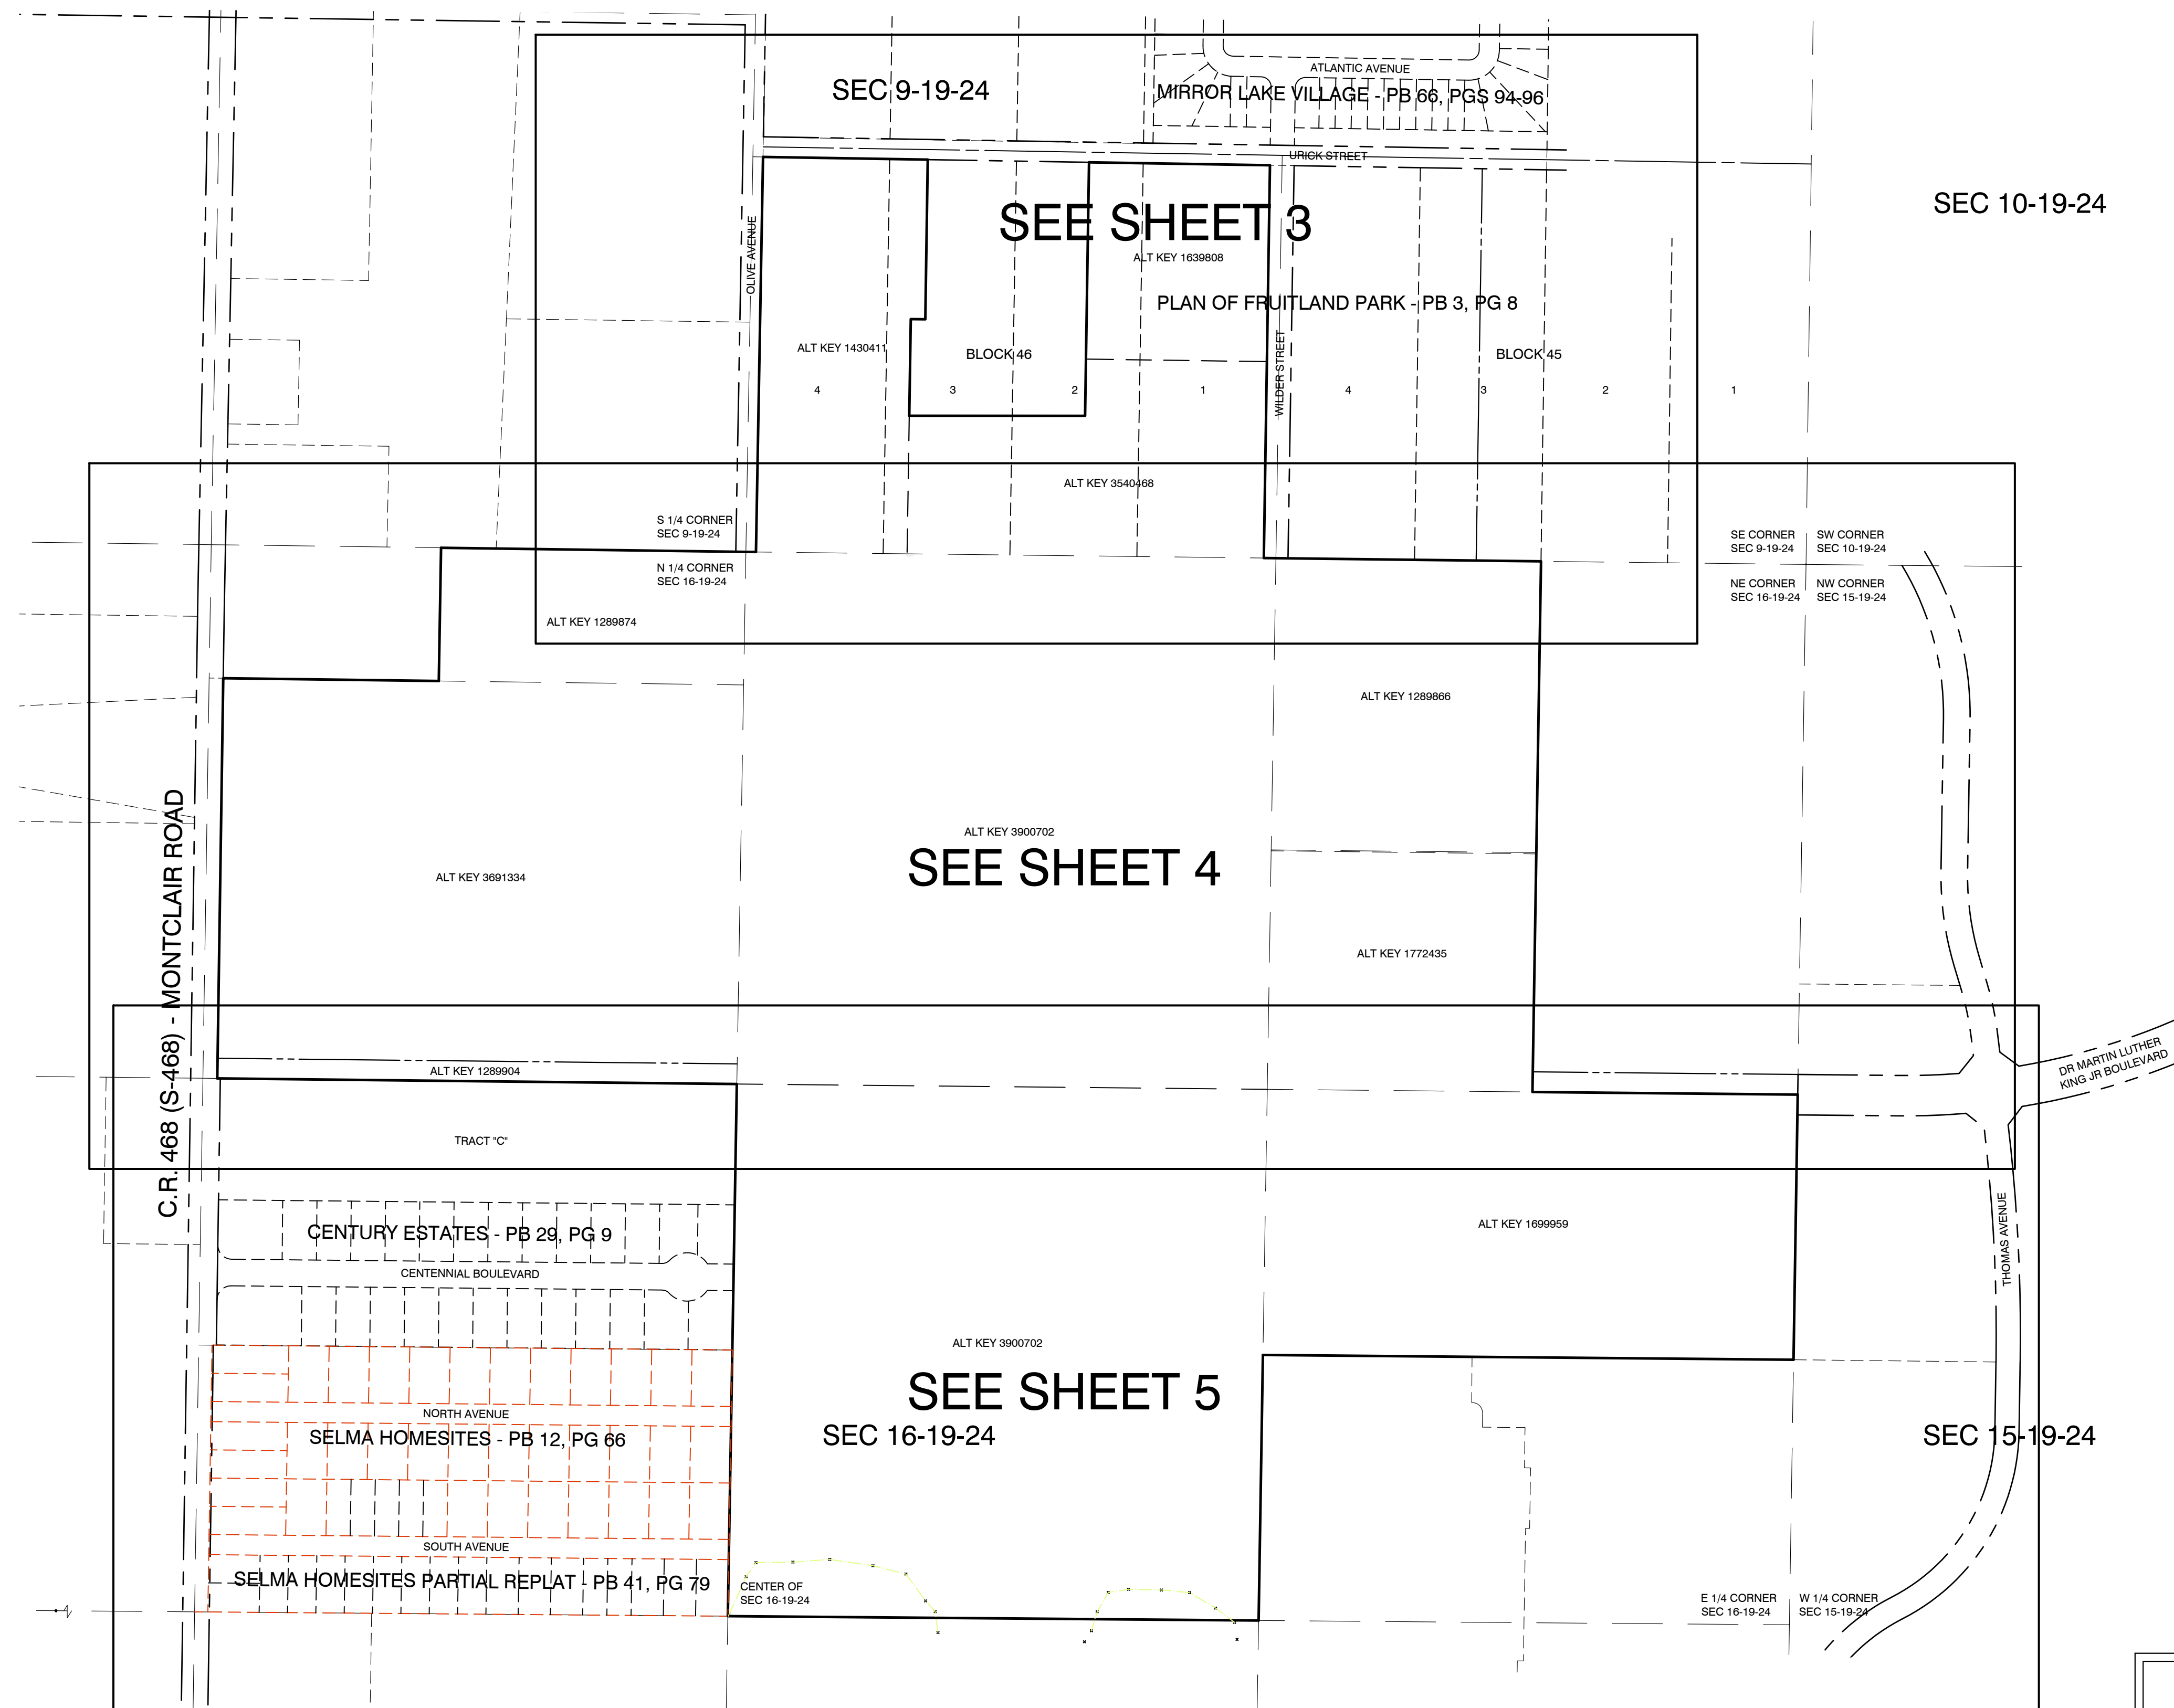 ATLANTIC AVENUE
SEC 9-19-24
MIRROR LAKE VILLAGE - PB 66, PGS 94-96
URICK STREET
SEC 10-19-24
SEE SHEET 3
OLIVE AVENUE
ALT KEY 1639808
PLAN OF FRUITLAND PARK - PB 3, PG 8
ALT KEY 1430411
BLOCK 46
WILDER STREET
BLOCK 45
4
3
2
1
4
3
2
1
ALT KEY 3540468
S 1/4 CORNER
SEC 9-19-24
SE CORNER
SEC 9-19-24
SW CORNER
SEC 10-19-24
N 1/4 CORNER
SEC 16-19-24
NE CORNER
SEC 16-19-24
NW CORNER
SEC 15-19-24
ALT KEY 1289874
ALT KEY 1289866
ALT KEY 3900702
SEE SHEET 4
ALT KEY 3691334
C.R. 468 (S-468) - MONTCLAIR ROAD
ALT KEY 1772435
DR MARTIN LUTHER
KING JR BOULEVARD
ALT KEY 1289904
TRACT "C"
THOMAS AVENUE
ALT KEY 1699959
CENTURY ESTATES - PB 29, PG 9
CENTENNIAL BOULEVARD
ALT KEY 3900702
SEE SHEET 5
NORTH AVENUE
SELMA HOMESITES - PB 12, PG 66
SEC 16-19-24
SEC 15-19-24
SOUTH AVENUE
SELMA HOMESITES PARTIAL REPLAT - PB 41, PG 79
CENTER OF
SEC 16-19-24
E 1/4 CORNER
SEC 16-19-24
W 1/4 CORNER
SEC 15-19-24